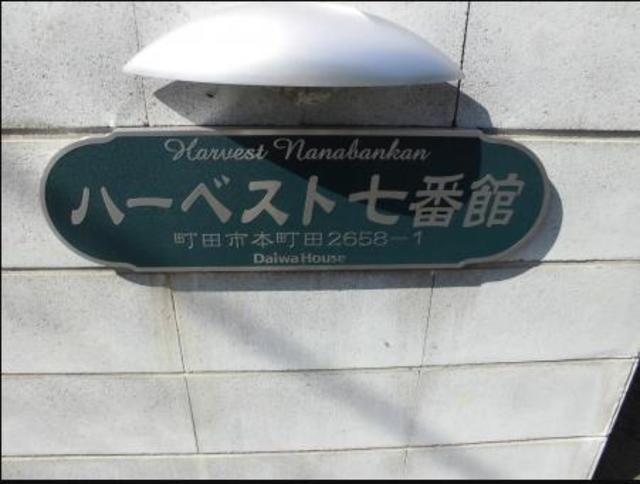 Harvest Nanabankan
ハーベスト七番館
町田市本町田2658-1
DaiwaHouse